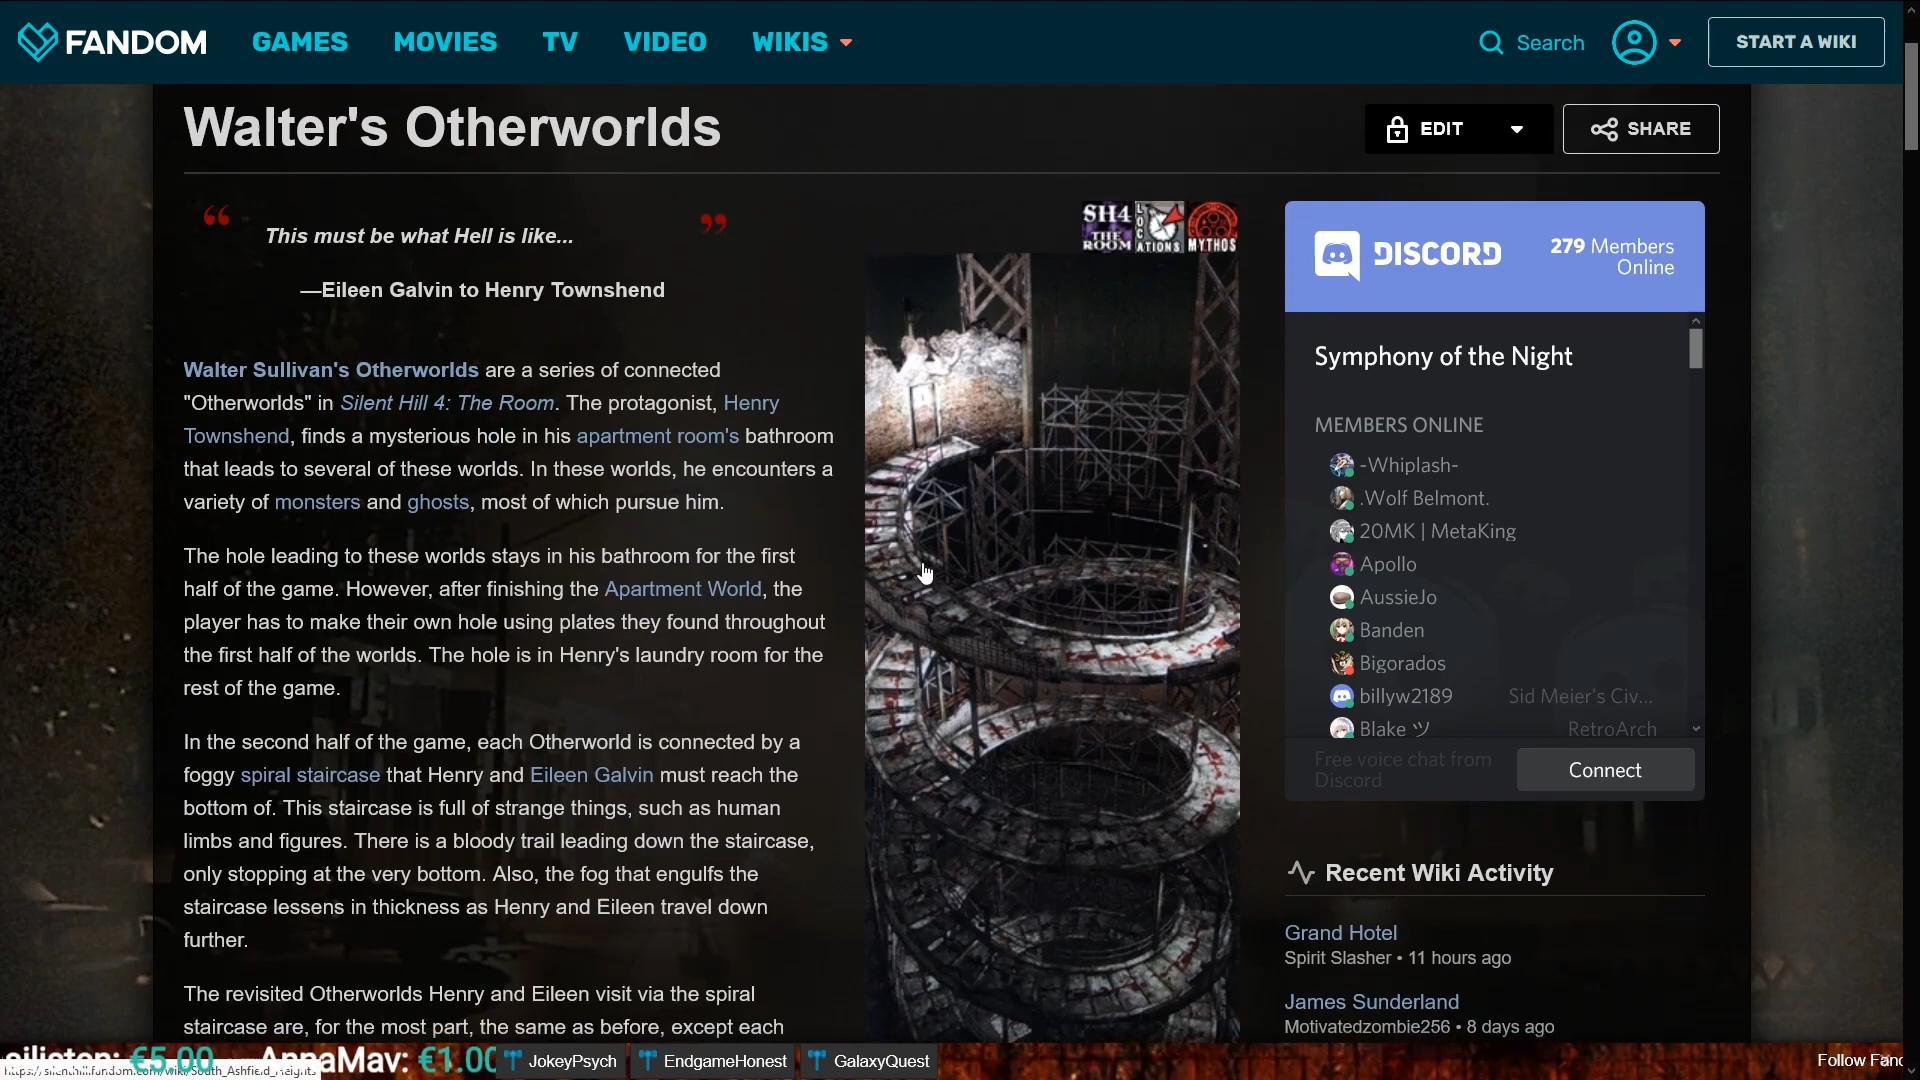 FANDOM
GAMES MOVIES TV VIDEO WIKIS
Search
START A WIKI
Walter's Otherworlds
EDIT
SHARE
“ This must be what Hell is like... ”
—Eileen Galvin to Henry Townshend
SH4 THE ROOM LOCATIONS MYTHOS
Walter Sullivan's Otherworlds are a series of connected
"Otherworlds" in Silent Hill 4: The Room. The protagonist, Henry
Townshend, finds a mysterious hole in his apartment room's bathroom
that leads to several of these worlds. In these worlds, he encounters a
variety of monsters and ghosts, most of which pursue him.
The hole leading to these worlds stays in his bathroom for the first
half of the game. However, after finishing the Apartment World, the
player has to make their own hole using plates they found throughout
the first half of the worlds. The hole is in Henry's laundry room for the
rest of the game.
In the second half of the game, each Otherworld is connected by a
foggy spiral staircase that Henry and Eileen Galvin must reach the
bottom of. This staircase is full of strange things, such as human
limbs and figures. There is a bloody trail leading down the staircase,
only stopping at the very bottom. Also, the fog that engulfs the
staircase lessens in thickness as Henry and Eileen travel down
further.
The revisited Otherworlds Henry and Eileen visit via the spiral
staircase are, for the most part, the same as before, except each
DISCORD
279 Members
Online
Symphony of the Night
MEMBERS ONLINE
-Whiplash-
.Wolf Belmont.
20MK | MetaKing
Apollo
AussieJo
Banden
Bigorados
billyw2189 Sid Meier's Civ...
Blake ツ RetroArch
Free voice chat from
Discord
Connect
Recent Wiki Activity
Grand Hotel
Spirit Slasher • 11 hours ago
James Sunderland
Motivatedzombie256 • 8 days ago
€5.00 AnnaMav: €1.00 JokeyPsych EndgameHonest GalaxyQuest
Follow Fand
https://silenthill.fandom.com/wiki/South_Ashfield_Heights